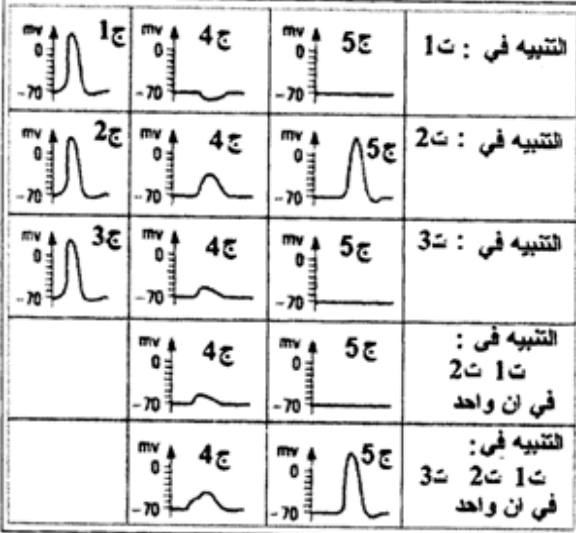 التنبيه في : ت1
ج5
mv
0
-70
ج4
mv
0
-70
ج1
mv
0
-70
التنبيه في : ت2
ج5
mv
0
-70
ج4
mv
0
-70
ج2
mv
0
-70
التنبيه في : ت3
ج5
mv
0
-70
ج4
mv
0
-70
ج3
mv
0
-70
التنبيه في :
ت1 ت2
في ان واحد
ج5
mv
0
-70
ج4
mv
0
-70
التنبيه في:
ت1 ت2 ت3
في ان واحد
ج5
mv
0
-70
ج4
mv
0
-70